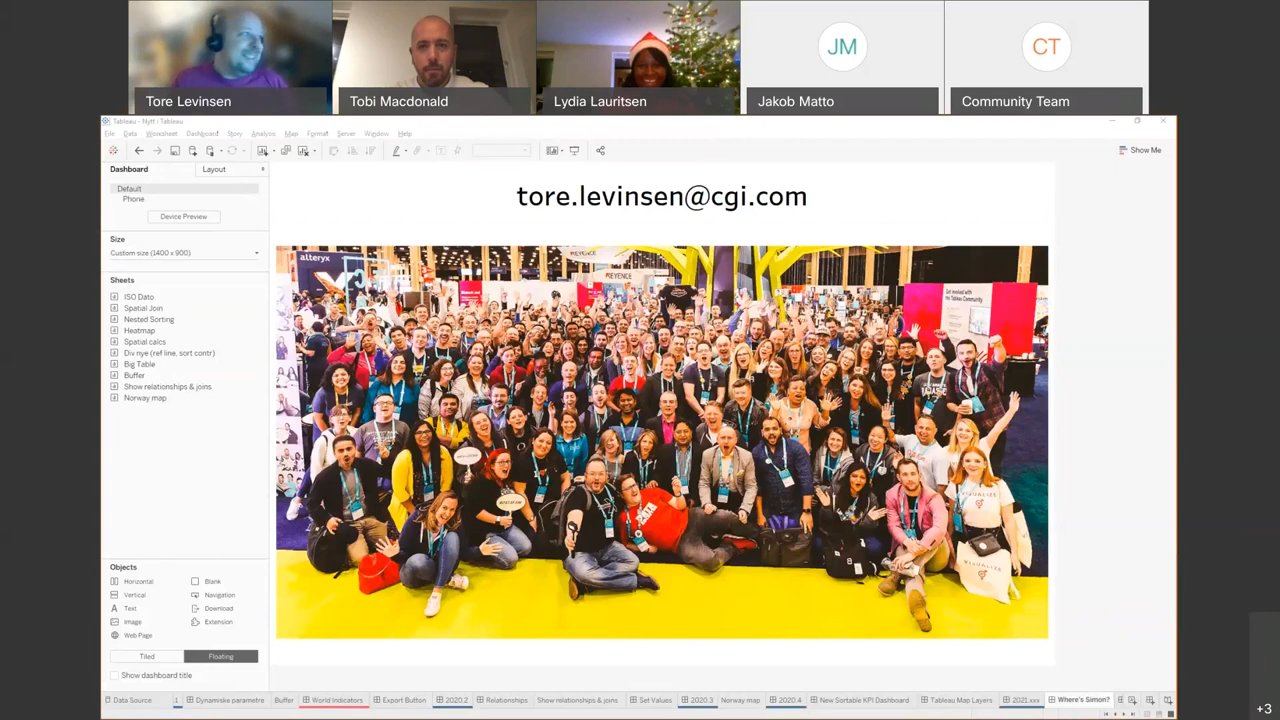 Tore Levinsen
Tobi Macdonald
Lydia Lauritsen
JM
Jakob Matto
CT
Community Team
Tableau - Nytt i Tableau
File Data Worksheet Dashboard Story Analysis Map Format Server Window Help
Show Me
Dashboard Layout
Default
Phone
Device Preview
Size
Custom size (1400 x 900)
Sheets
ISO Dato
Spatial Join
Nested Sorting
Heatmap
Spatial calcs
Div nye (ref line, sort contr)
Big Table
Buffer
Show relationships & joins
Norway map
Objects
Horizontal Blank
Vertical Navigation
Text Download
Image Extension
Web Page
Tiled Floating
Show dashboard title
tore.levinsen@cgi.com
alteryx
KEYENCE
VISUALIZE
Data Source 1 Dynamiske parametre Buffer World Indicators Export Button 2020.2 Relationships Show relationships & joins Set Values 2020.3 Norway map 2020.4 New Sortable KPI Dashboard Tableau Map Layers 2021.xxx Where's Simon?
+3